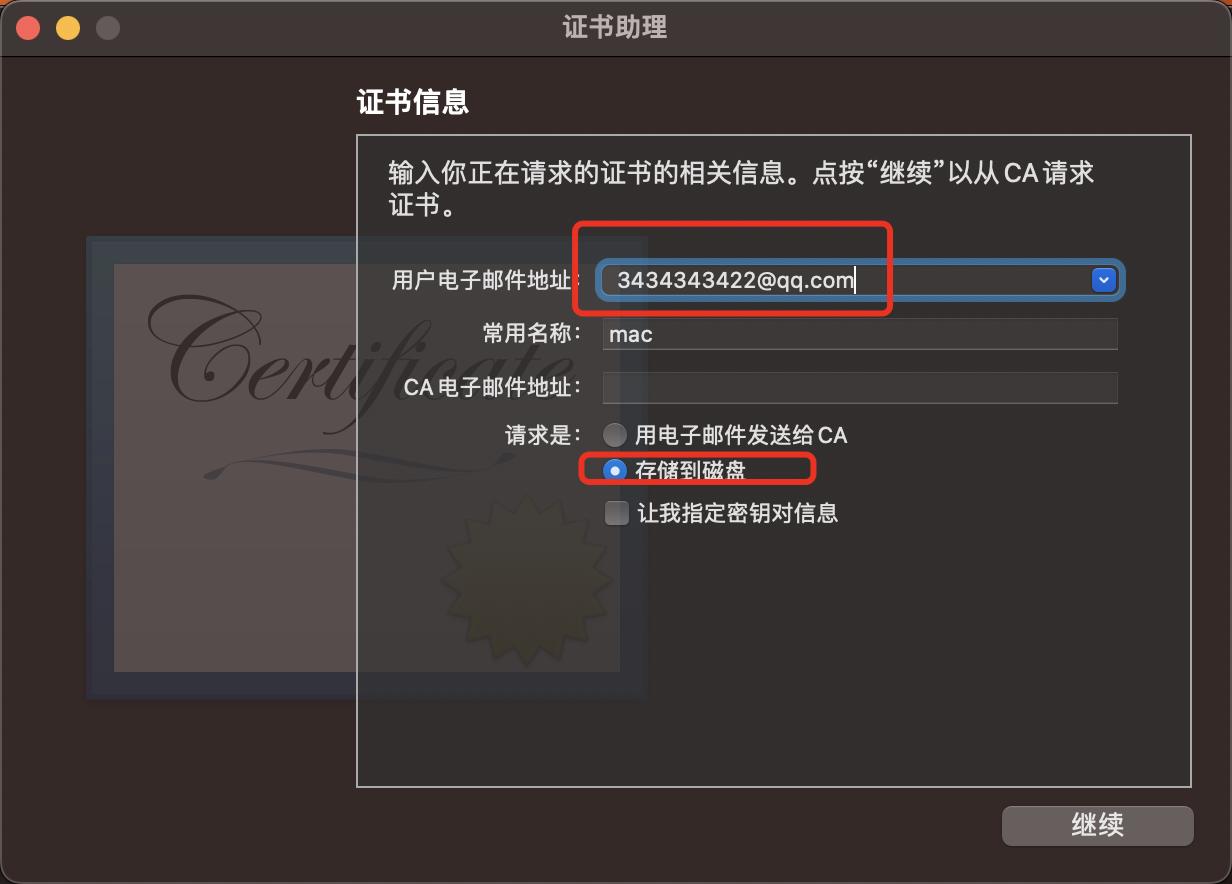 证书助理
证书信息
输入你正在请求的证书的相关信息。点按“继续”以从 CA 请求
证书。
用户电子邮件地址: 3434343422@qq.com
常用名称: mac
CA 电子邮件地址:
请求是: 用电子邮件发送给 CA
存储到磁盘
让我指定密钥对信息
Certificate
继续